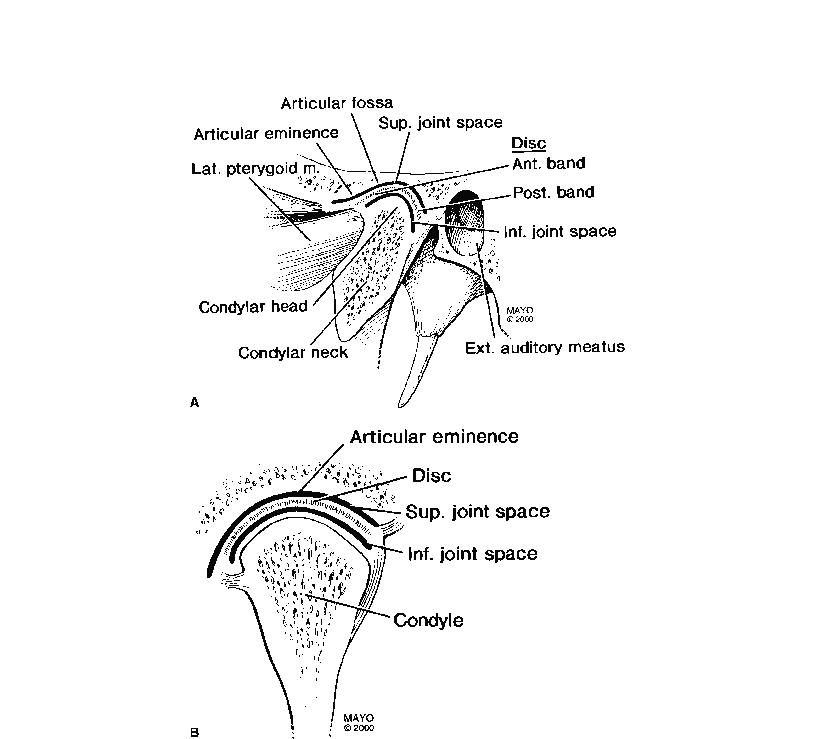 Articular fossa
Sup. joint space
Articular eminence
Disc
Lat. pterygoid m.
Ant. band
Post. band
Inf. joint space
Condylar head
MAYO
© 2000
Condylar neck
Ext. auditory meatus
A
Articular eminence
Disc
Sup. joint space
Inf. joint space
Condyle
MAYO
© 2000
B